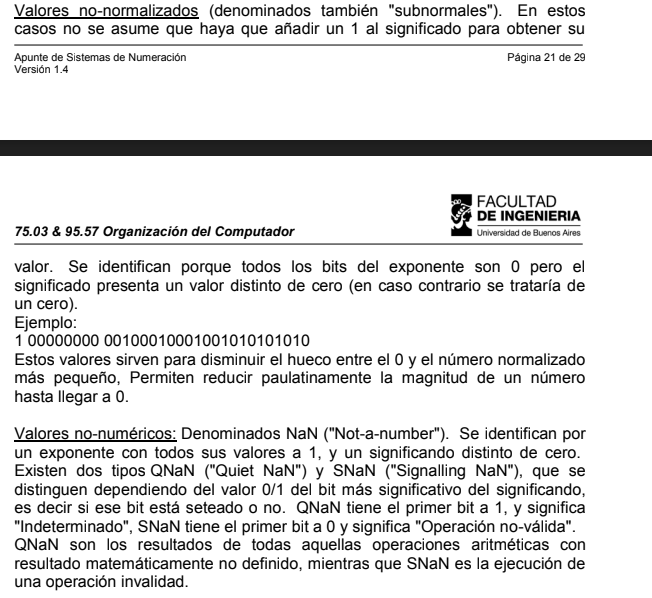 Valores no-normalizados (denominados también "subnormales"). En estos
casos no se asume que haya que añadir un 1 al significado para obtener su
Apunte de Sistemas de Numeración
Página 21 de 29
Versión 1.4
FACULTAD
DE INGENIERIA
Universidad de Buenos Aires
75.03 & 95.57 Organización del Computador
valor. Se identifican porque todos los bits del exponente son 0 pero el
significado presenta un valor distinto de cero (en caso contrario se trataría de
un cero).
Ejemplo:
1 00000000 00100010001001010101010
Estos valores sirven para disminuir el hueco entre el 0 y el número normalizado
más pequeño, Permiten reducir paulatinamente la magnitud de un número
hasta llegar a 0.
Valores no-numéricos: Denominados NaN ("Not-a-number"). Se identifican por
un exponente con todos sus valores a 1, y un significando distinto de cero.
Existen dos tipos QNaN ("Quiet NaN") y SNaN ("Signalling NaN"), que se
distinguen dependiendo del valor 0/1 del bit más significativo del significando,
es decir si ese bit está seteado o no. QNaN tiene el primer bit a 1, y significa
"Indeterminado", SNaN tiene el primer bit a 0 y significa "Operación no-válida".
QNaN son los resultados de todas aquellas operaciones aritméticas con
resultado matemáticamente no definido, mientras que SNaN es la ejecución de
una operación invalidad.